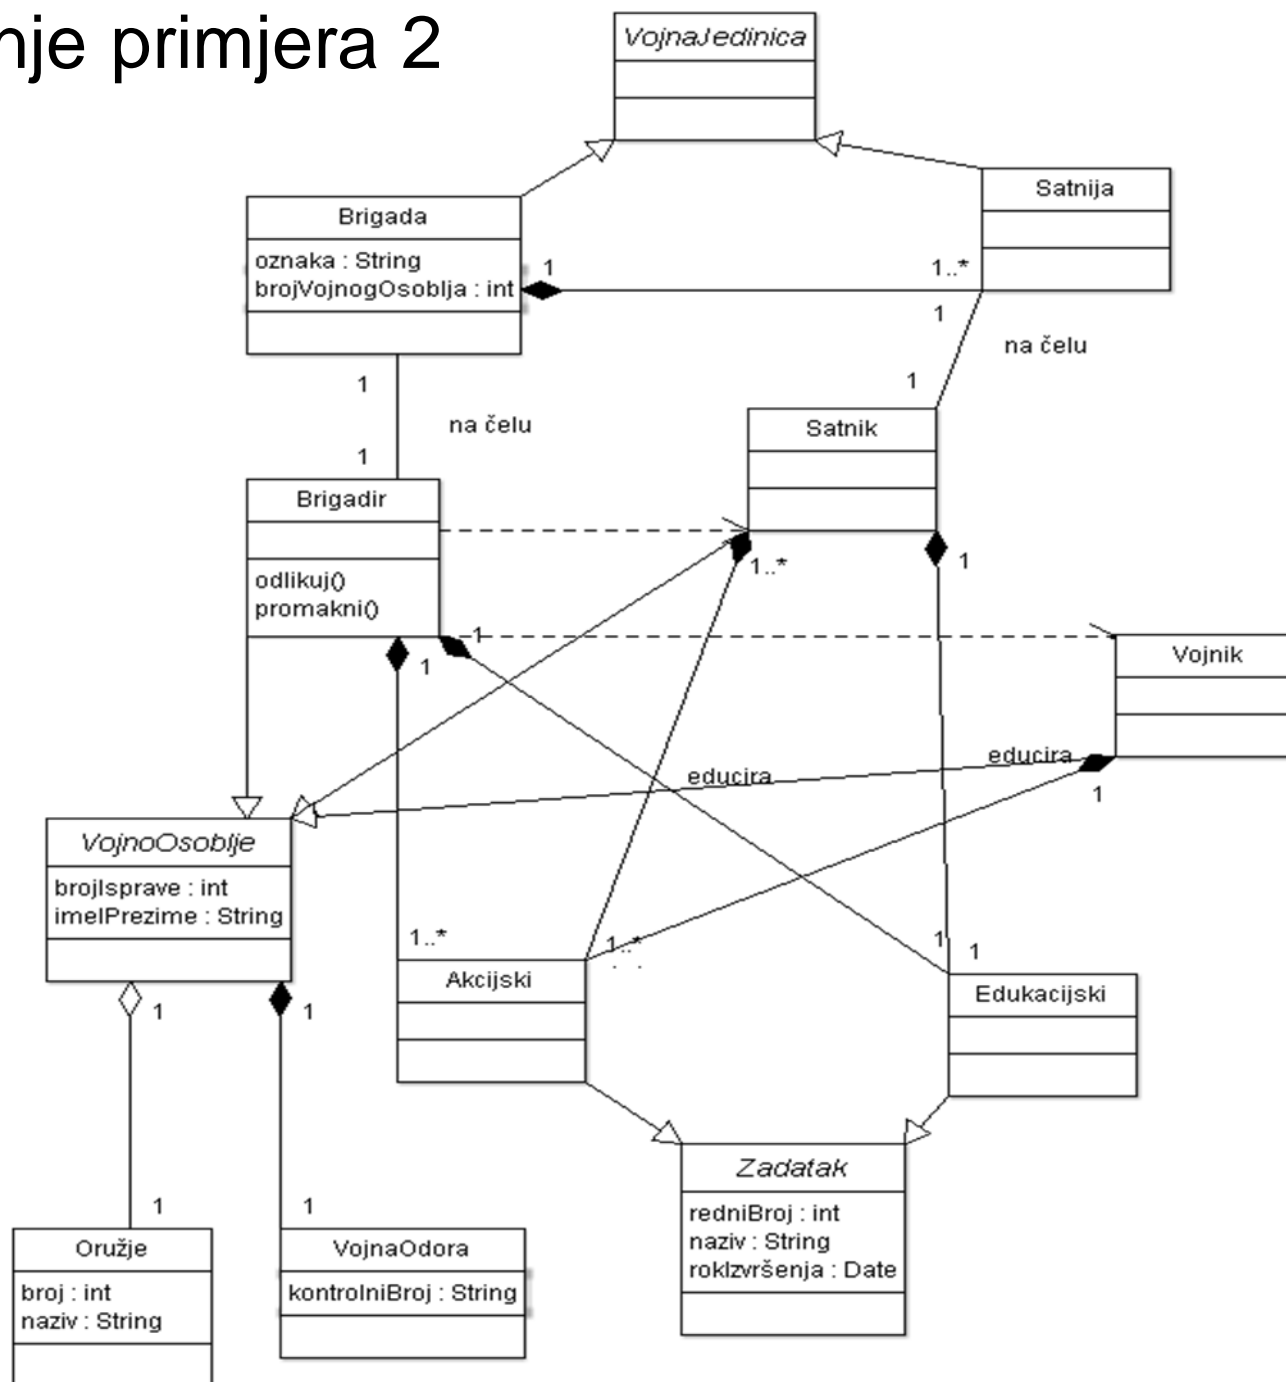 nje primjera 2
VojnaJedinica
Satnija
Brigada
oznaka : String
brojVojnogOsoblja : int
1
1..*
1
na čelu
1
1
na čelu
1
Satnik
Brigadir
odlikuj()
promakni()
1..*
1
1
1
Vojnik
educira
educira
1
VojnoOsoblje
brojIsprave : int
imeIPrezime : String
1..*
1..*
1
1
Akcijski
Edukacijski
1
1
Zadatak
redniBroj : int
naziv : String
rokIzvršenja : Date
1
1
Oružje
broj : int
naziv : String
VojnaOdora
kontrolniBroj : String